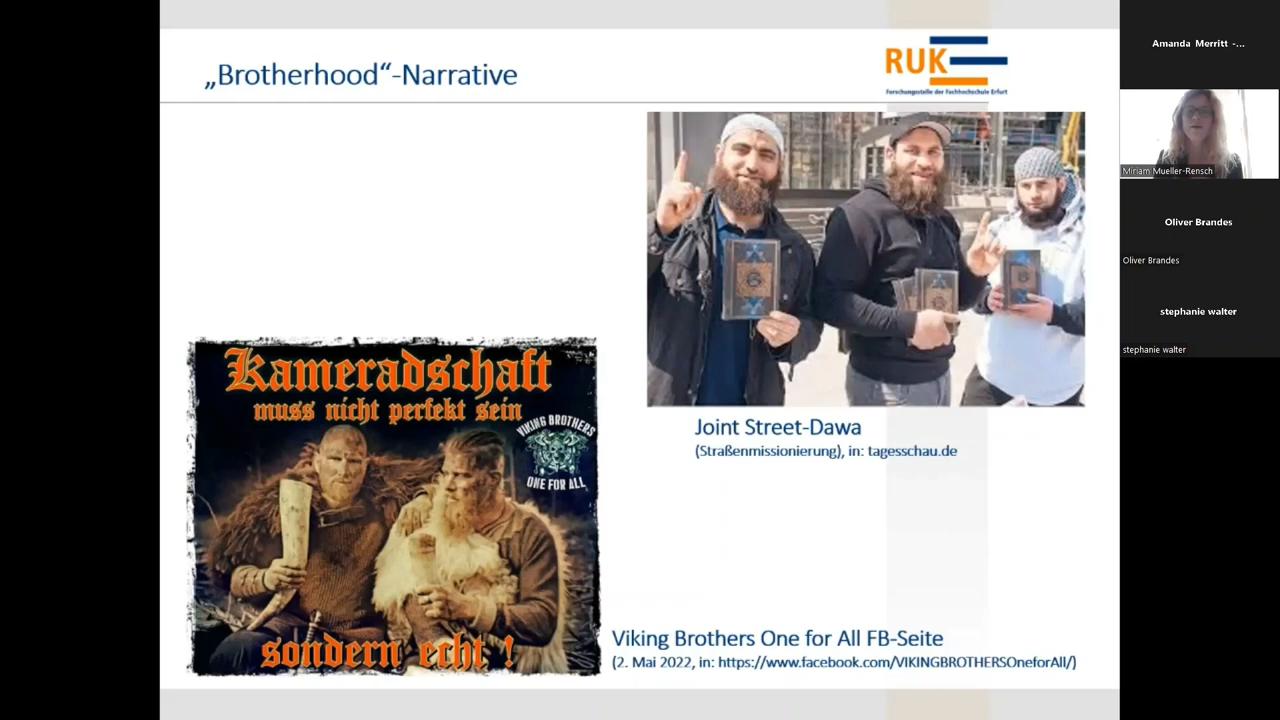 „Brotherhood“-Narrative
RUK
Forschungsstelle der Fachhochschule Erfurt
Kameradschaft
muss nicht perfekt sein
VIKING BROTHERS
ONE FOR ALL
sondern echt !
Joint Street-Dawa
(Straßenmissionierung), in: tagesschau.de
Viking Brothers One for All FB-Seite
(2. Mai 2022, in: https://www.facebook.com/VIKINGBROTHERSOneforAll/)
Amanda Merritt -...
Miriam Mueller-Rensch
Oliver Brandes
Oliver Brandes
stephanie walter
stephanie walter